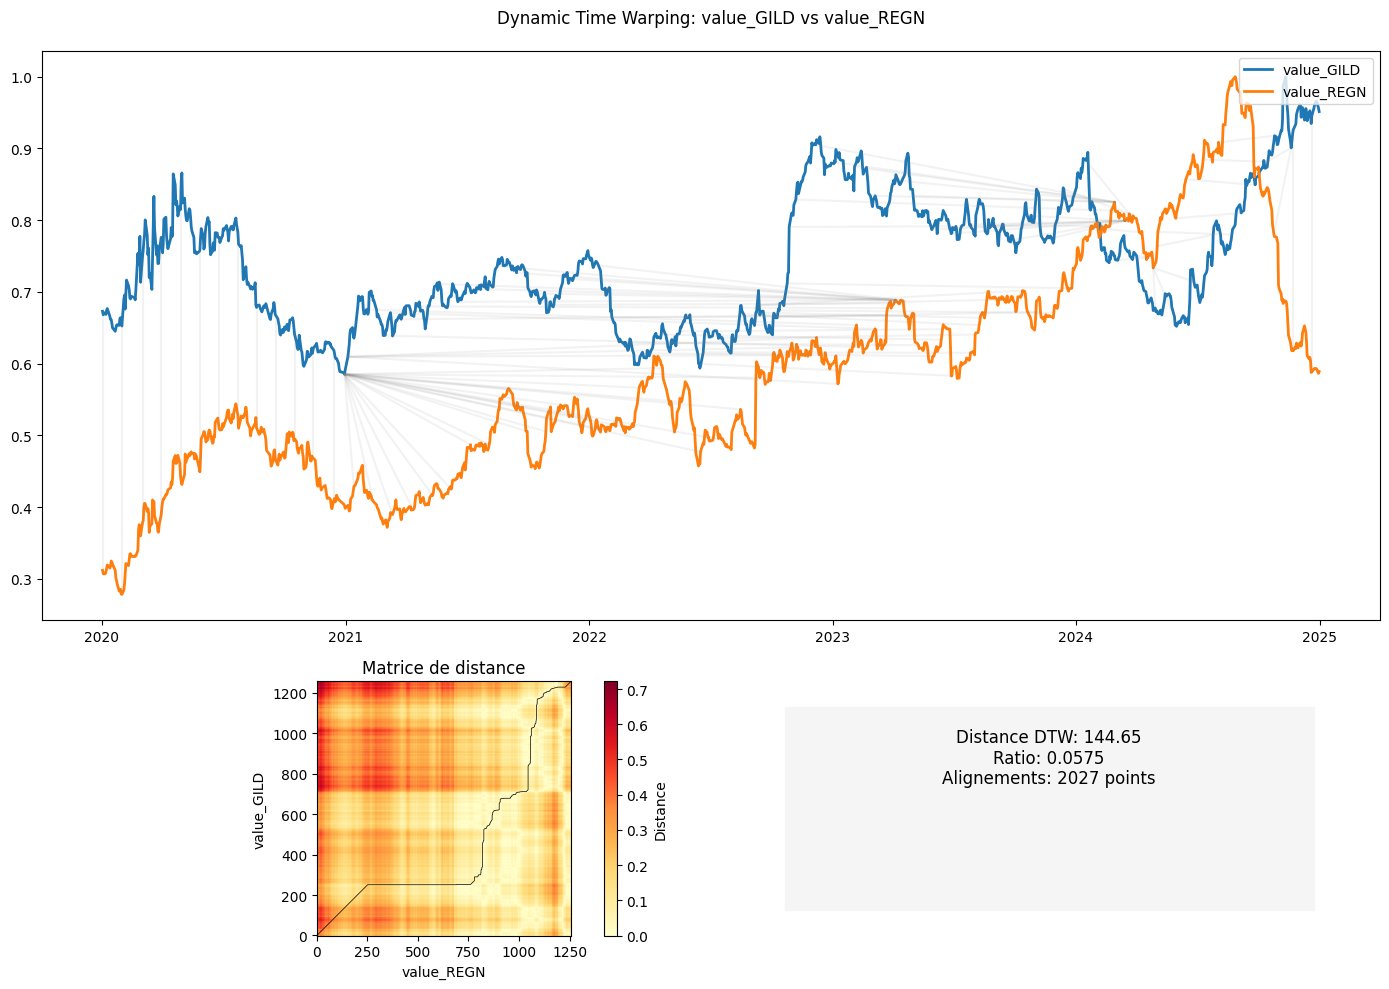 Dynamic Time Warping: value_GILD vs value_REGN
1.0
0.9
0.8
0.7
0.6
0.5
0.4
0.3
value_GILD
value_REGN
2020 2021 2022 2023 2024 2025
Matrice de distance
1200
1000
800
600
400
200
0
value_GILD
0 250 500 750 1000 1250
value_REGN
0.7
0.6
0.5
0.4
0.3
0.2
0.1
0.0
Distance
Distance DTW: 144.65
Ratio: 0.0575
Alignements: 2027 points